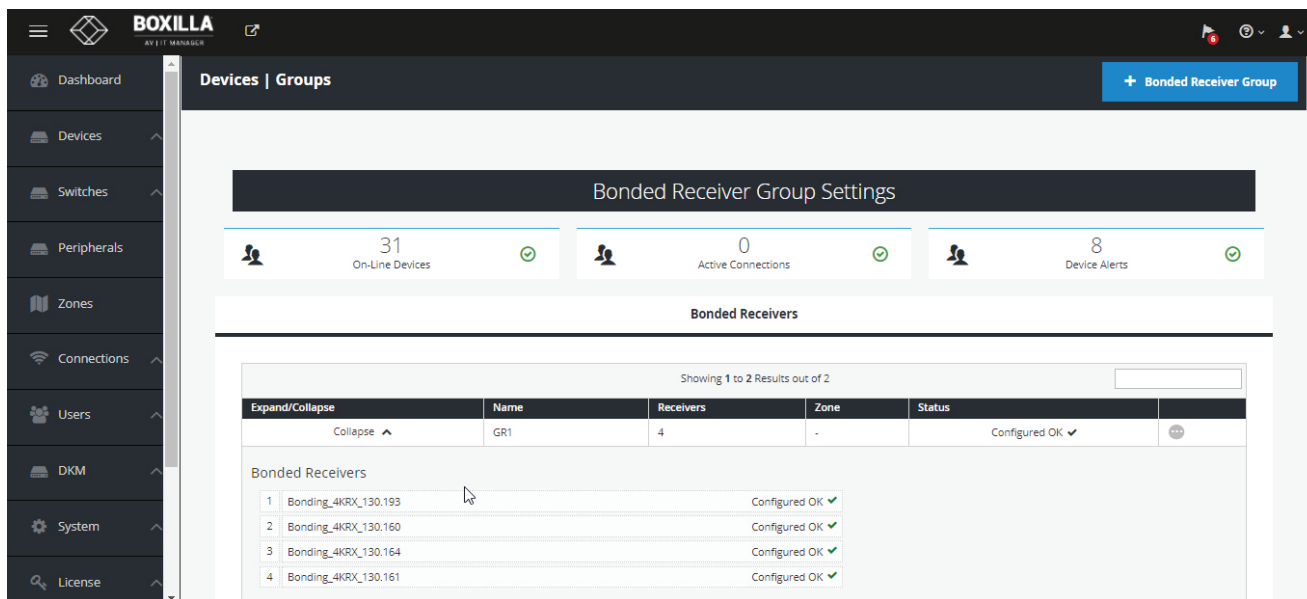 BOXILLA
AV | IT MANAGER
6
Dashboard
Devices
Switches
Peripherals
Zones
Connections
Users
DKM
System
License
Devices | Groups
+ Bonded Receiver Group
Bonded Receiver Group Settings
31
On-Line Devices
0
Active Connections
8
Device Alerts
Bonded Receivers
Showing 1 to 2 Results out of 2
Expand/Collapse Name Receivers Zone Status
Collapse GR1 4 - Configured OK
Bonded Receivers
1 Bonding_4KRX_130.193 Configured OK
2 Bonding_4KRX_130.160 Configured OK
3 Bonding_4KRX_130.164 Configured OK
4 Bonding_4KRX_130.161 Configured OK